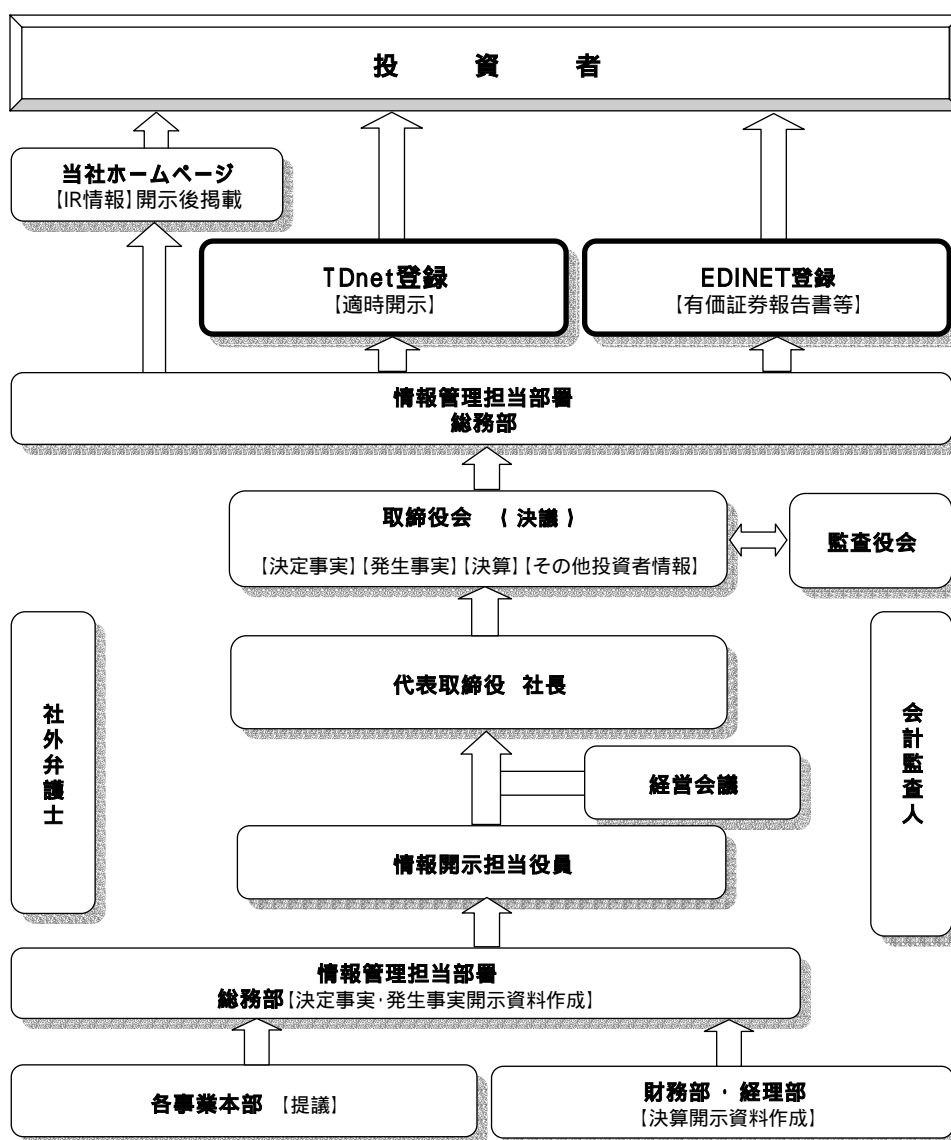 投 資 者
当社ホームページ
【IR情報】開示後掲載
TDnet登録
【適時開示】
EDINET登録
【有価証券報告書等】
情報管理担当部署
総務部
取締役会 (決議)
【決定事実】【発生事実】【決算】【その他投資者情報】
監査役会
社外弁護士
代表取締役 社長
会計監査人
経営会議
情報開示担当役員
情報管理担当部署
総務部【決定事実・発生事実開示資料作成】
各事業本部 【提議】
財務部 ・ 経理部
【決算開示資料作成】